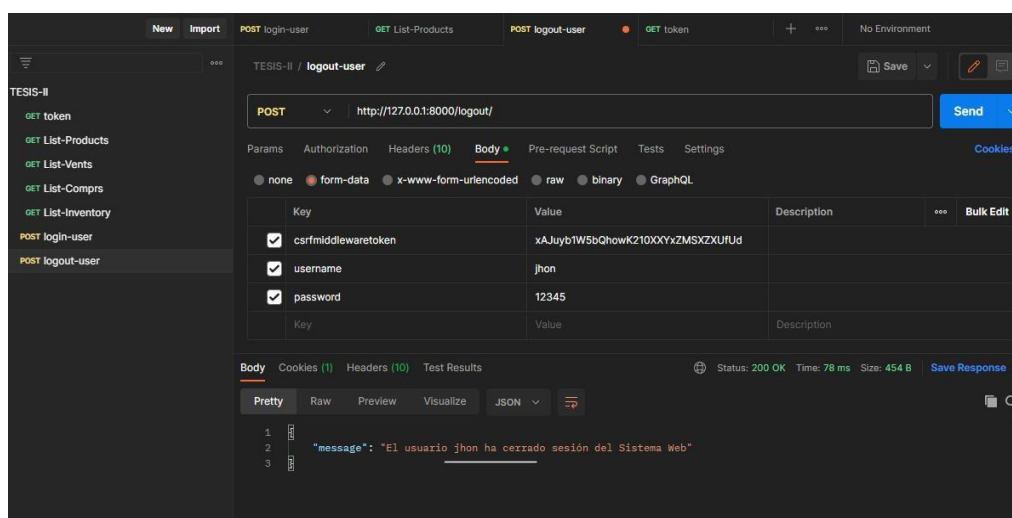 New Import
POST login-user GET List-Products POST logout-user GET token + ooo No Environment
ooo TESIS-II / logout-user Save
TESIS-II
GET token
GET List-Products
GET List-Vents
GET List-Comprs
GET List-Inventory
POST login-user
POST logout-user
POST http://127.0.0.1:8000/logout/ Send
Params Authorization Headers (10) Body Pre-request Script Tests Settings Cookies
none form-data x-www-form-urlencoded raw binary GraphQL
Key Value Description ooo Bulk Edit
csrfmiddlewaretoken xAJuyb1W5bQhowK210XXYxZMSXZXUfUd
username jhon
password 12345
Key Value Description
Body Cookies (1) Headers (10) Test Results Status: 200 OK Time: 78 ms Size: 454 B Save Response
Pretty Raw Preview Visualize JSON
1 {
2 "message": "El usuario jhon ha cerrado sesión del Sistema Web"
3 }